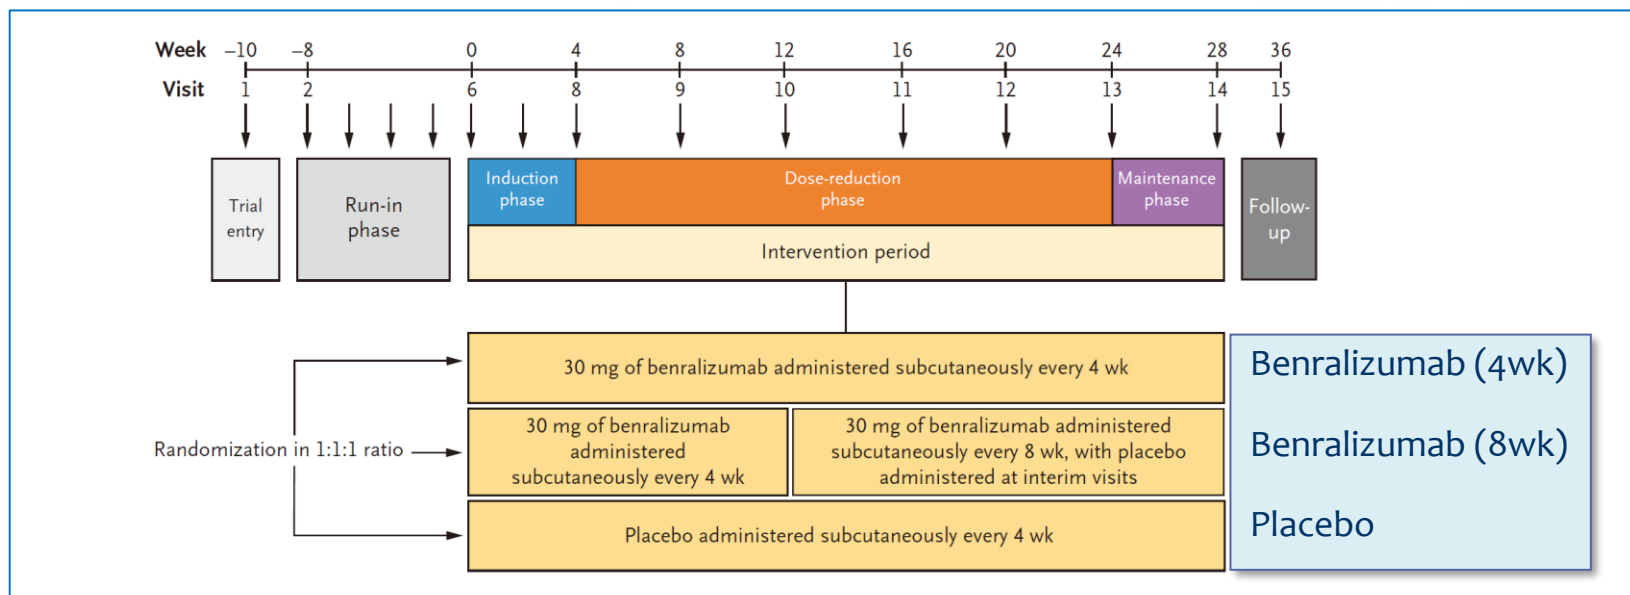 Week −10 −8 0 4 8 12 16 20 24 28 36
Visit 1 2 6 8 9 10 11 12 13 14 15
Trial
entry
Run-in
phase
Induction
phase
Dose-reduction
phase
Maintenance
phase
Follow-
up
Intervention period
Randomization in 1:1:1 ratio
30 mg of benralizumab administered subcutaneously every 4 wk
30 mg of benralizumab
administered
subcutaneously every 4 wk
30 mg of benralizumab administered
subcutaneously every 8 wk, with placebo
administered at interim visits
Placebo administered subcutaneously every 4 wk
Benralizumab (4wk)
Benralizumab (8wk)
Placebo